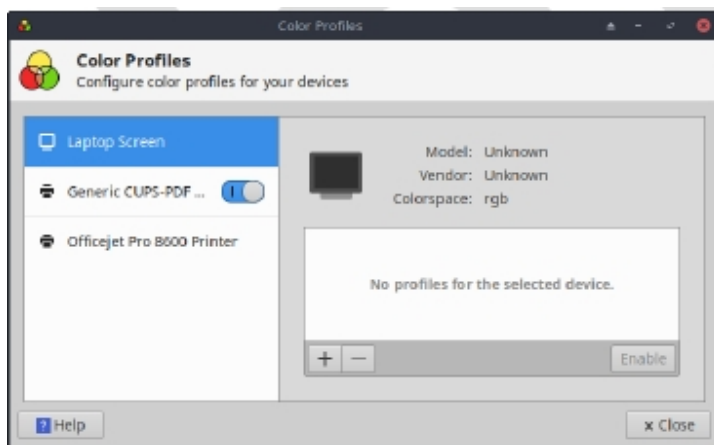 Color Profiles
Color Profiles
Configure color profiles for your devices
Laptop Screen
Generic CUPS-PDF ...
Officejet Pro 8600 Printer
Model: Unknown
Vendor: Unknown
Colorspace: rgb
No profiles for the selected device.
+ −
Enable
? Help
x Close